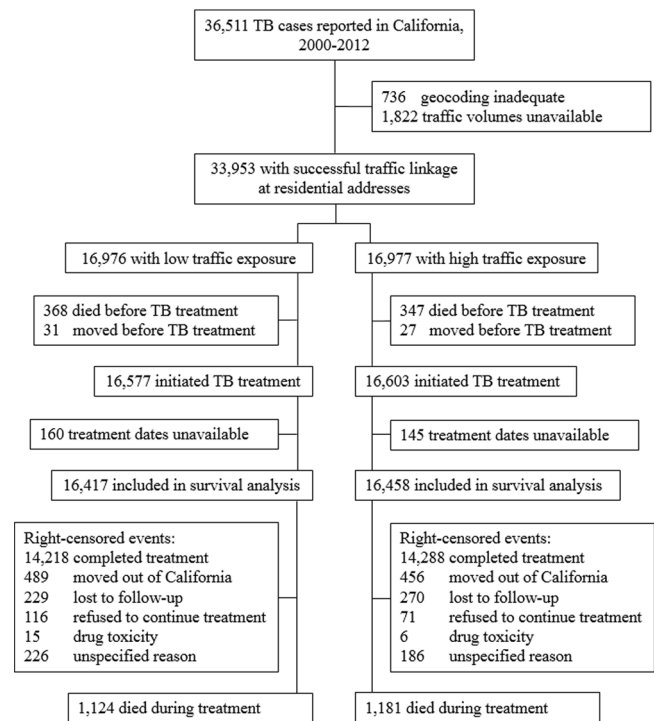 36,511 TB cases reported in California,
2000-2012
736 geocoding inadequate
1,822 traffic volumes unavailable
33,953 with successful traffic linkage
at residential addresses
16,976 with low traffic exposure
16,977 with high traffic exposure
368 died before TB treatment
31 moved before TB treatment
347 died before TB treatment
27 moved before TB treatment
16,577 initiated TB treatment
16,603 initiated TB treatment
160 treatment dates unavailable
145 treatment dates unavailable
16,417 included in survival analysis
16,458 included in survival analysis
Right-censored events:
14,218 completed treatment
489 moved out of California
229 lost to follow-up
116 refused to continue treatment
15 drug toxicity
226 unspecified reason
Right-censored events:
14,288 completed treatment
456 moved out of California
270 lost to follow-up
71 refused to continue treatment
6 drug toxicity
186 unspecified reason
1,124 died during treatment
1,181 died during treatment